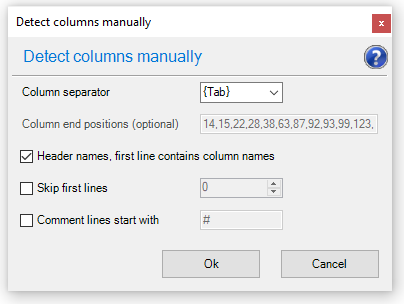 Detect columns manually
Detect columns manually
Column separator {Tab}
Column end positions (optional) 14,15,22,28,38,63,87,92,93,99,123,
Header names, first line contains column names
Skip first lines 0
Comment lines start with #
Ok Cancel